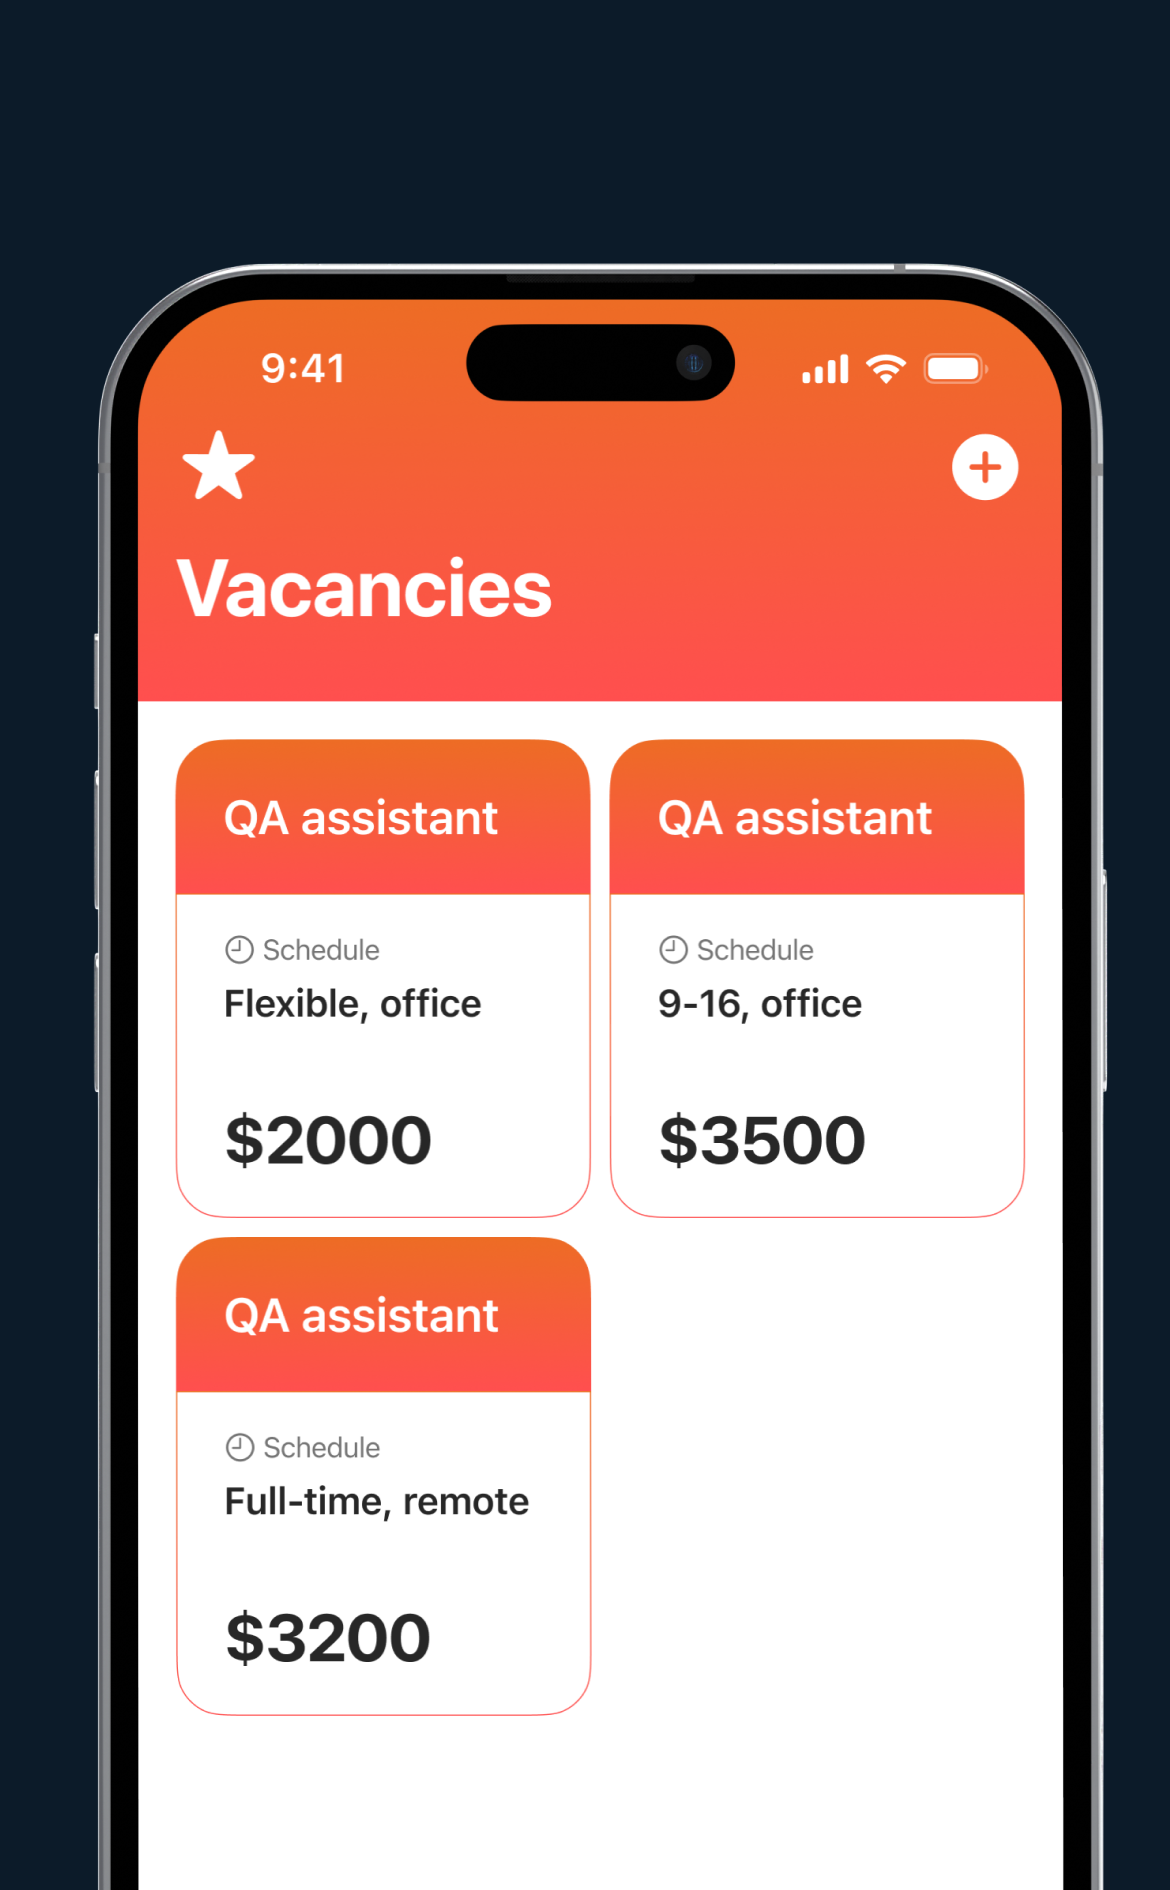 9:41
Vacancies
QA assistant
Schedule
Flexible, office
$2000
QA assistant
Schedule
9-16, office
$3500
QA assistant
Schedule
Full-time, remote
$3200